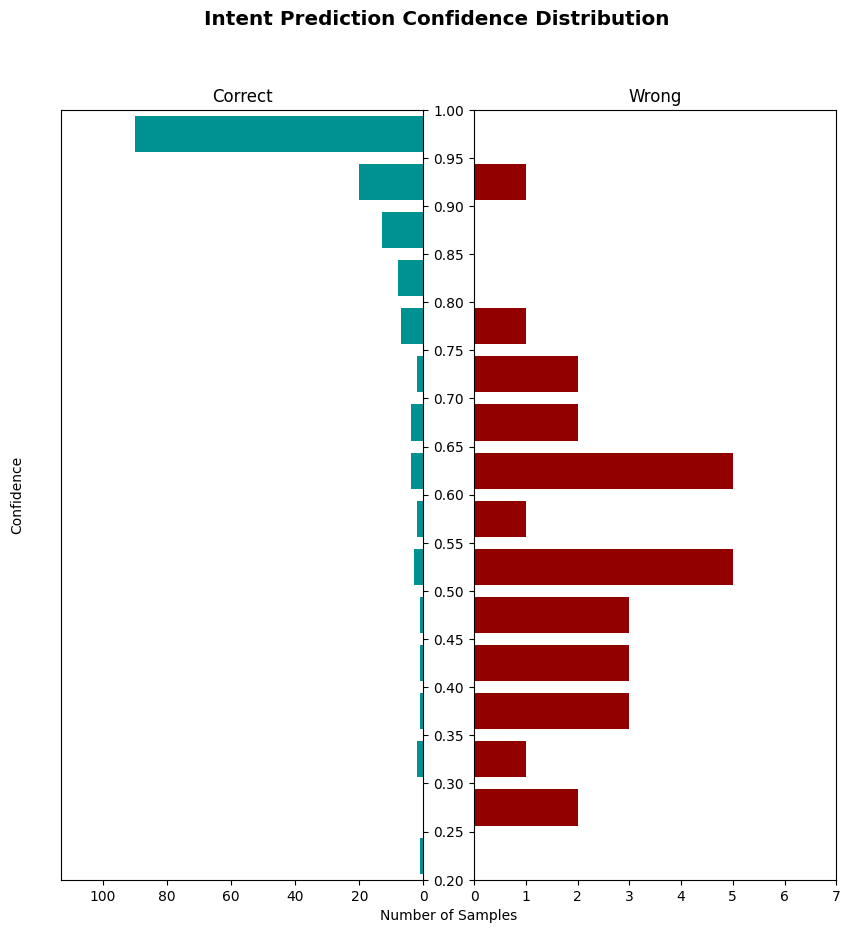 Intent Prediction Confidence Distribution
Correct
Wrong
1.00
0.95
0.90
0.85
0.80
0.75
0.70
0.65
0.60
0.55
0.50
0.45
0.40
0.35
0.30
0.25
0.20
Confidence
100 80 60 40 20 0
0 1 2 3 4 5 6 7
Number of Samples